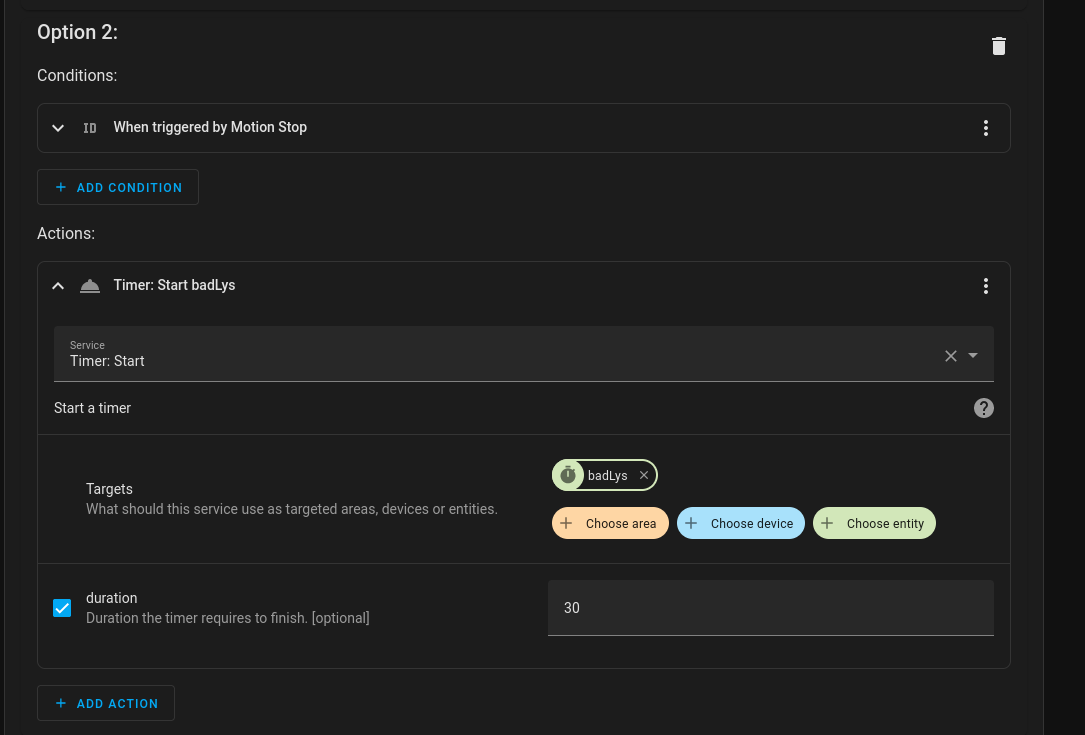 Option 2:
Conditions:
ID When triggered by Motion Stop
+ ADD CONDITION
Actions:
Timer: Start badLys
Service
Timer: Start
Start a timer
?
badLys
Targets
What should this service use as targeted areas, devices or entities.
+ Choose area + Choose device + Choose entity
duration
Duration the timer requires to finish. [optional]
30
+ ADD ACTION